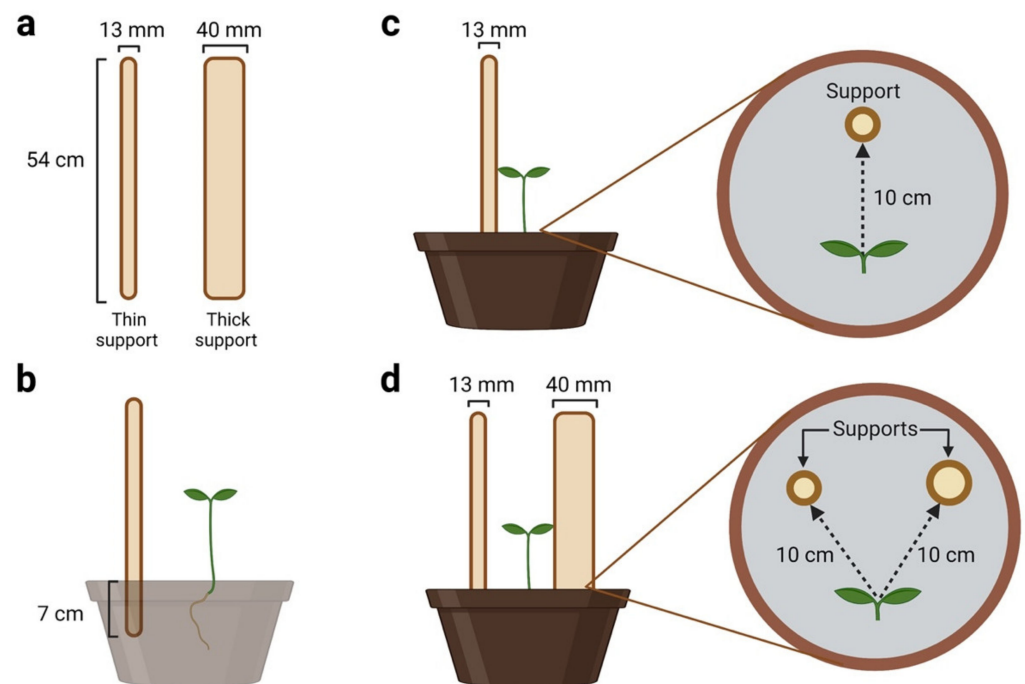 a
13 mm
40 mm
54 cm
Thin
support
Thick
support
b
7 cm
c
13 mm
Support
10 cm
d
13 mm
40 mm
Supports
10 cm
10 cm